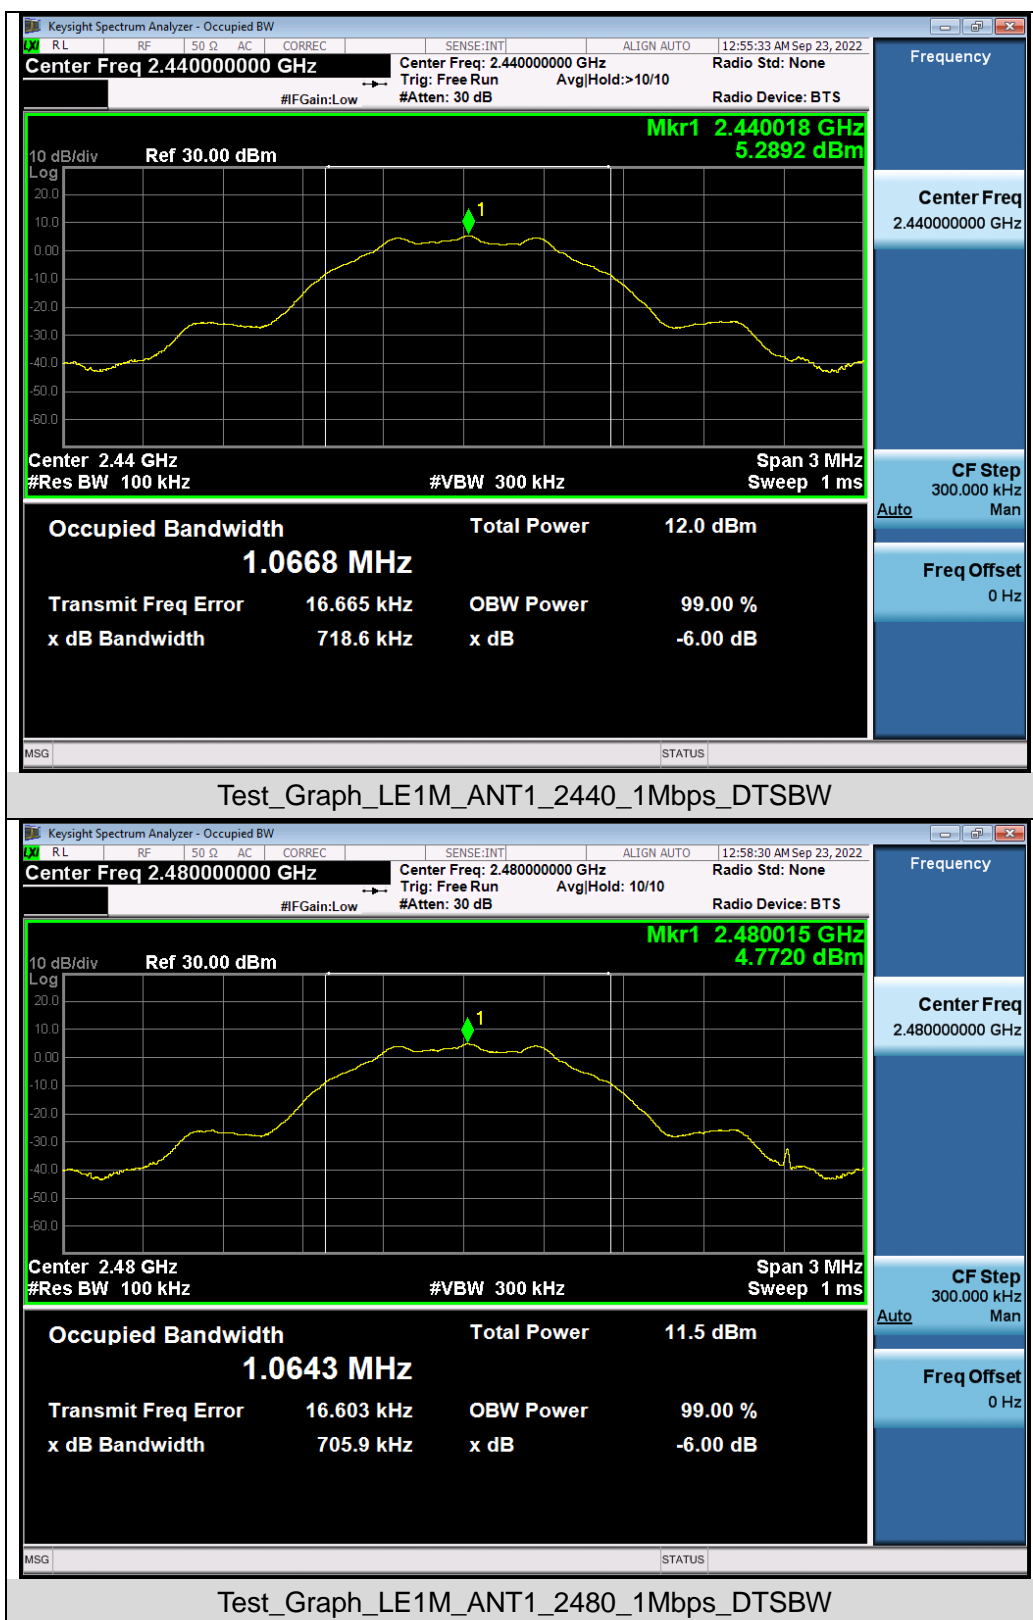 Keysight Spectrum Analyzer - Occupied BW
LXI RL RF 50 Ω AC CORREC SENSE:INT ALIGN AUTO 12:55:33 AM Sep 23, 2022
Center Freq 2.440000000 GHz Center Freq: 2.440000000 GHz Radio Std: None Frequency
Trig: Free Run Avg|Hold:>10/10
#IFGain:Low #Atten: 30 dB Radio Device: BTS
Mkr1 2.440018 GHz
5.2892 dBm
10 dB/div Ref 30.00 dBm
Log
20.0
10.0
0.00
-10.0
-20.0
-30.0
-40.0
-50.0
-60.0
1
Center Freq
2.440000000 GHz
Center 2.44 GHz Span 3 MHz
#Res BW 100 kHz #VBW 300 kHz Sweep 1 ms
CF Step
300.000 kHz
Auto Man
Occupied Bandwidth Total Power 12.0 dBm
1.0668 MHz
Freq Offset
0 Hz
Transmit Freq Error 16.665 kHz OBW Power 99.00 %
x dB Bandwidth 718.6 kHz x dB -6.00 dB
MSG STATUS
Test_Graph_LE1M_ANT1_2440_1Mbps_DTSBW
Keysight Spectrum Analyzer - Occupied BW
LXI RL RF 50 Ω AC CORREC SENSE:INT ALIGN AUTO 12:58:30 AM Sep 23, 2022
Center Freq 2.480000000 GHz Center Freq: 2.480000000 GHz Radio Std: None Frequency
Trig: Free Run Avg|Hold: 10/10
#IFGain:Low #Atten: 30 dB Radio Device: BTS
Mkr1 2.480015 GHz
4.7720 dBm
10 dB/div Ref 30.00 dBm
Log
20.0
10.0
0.00
-10.0
-20.0
-30.0
-40.0
-50.0
-60.0
1
Center Freq
2.480000000 GHz
Center 2.48 GHz Span 3 MHz
#Res BW 100 kHz #VBW 300 kHz Sweep 1 ms
CF Step
300.000 kHz
Auto Man
Occupied Bandwidth Total Power 11.5 dBm
1.0643 MHz
Freq Offset
0 Hz
Transmit Freq Error 16.603 kHz OBW Power 99.00 %
x dB Bandwidth 705.9 kHz x dB -6.00 dB
MSG STATUS
Test_Graph_LE1M_ANT1_2480_1Mbps_DTSBW